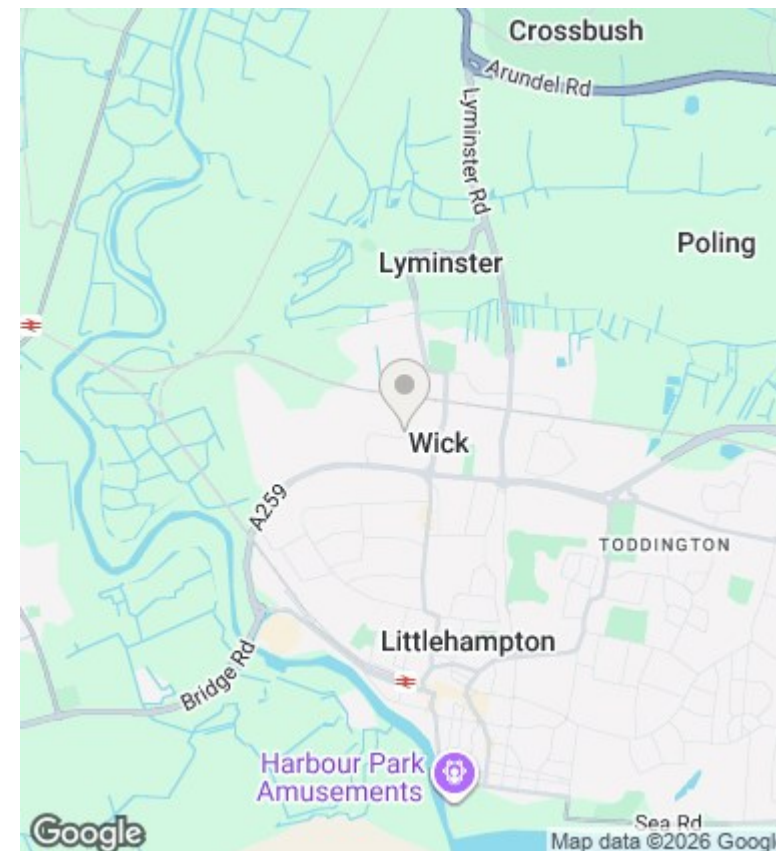 Crossbush
Arundel Rd
Lyminster Rd
Poling
Lyminster
Wick
A259
TODDINGTON
Littlehampton
Bridge Rd
Harbour Park
Amusements
Sea Rd
Google
Map data ©2026 Googl